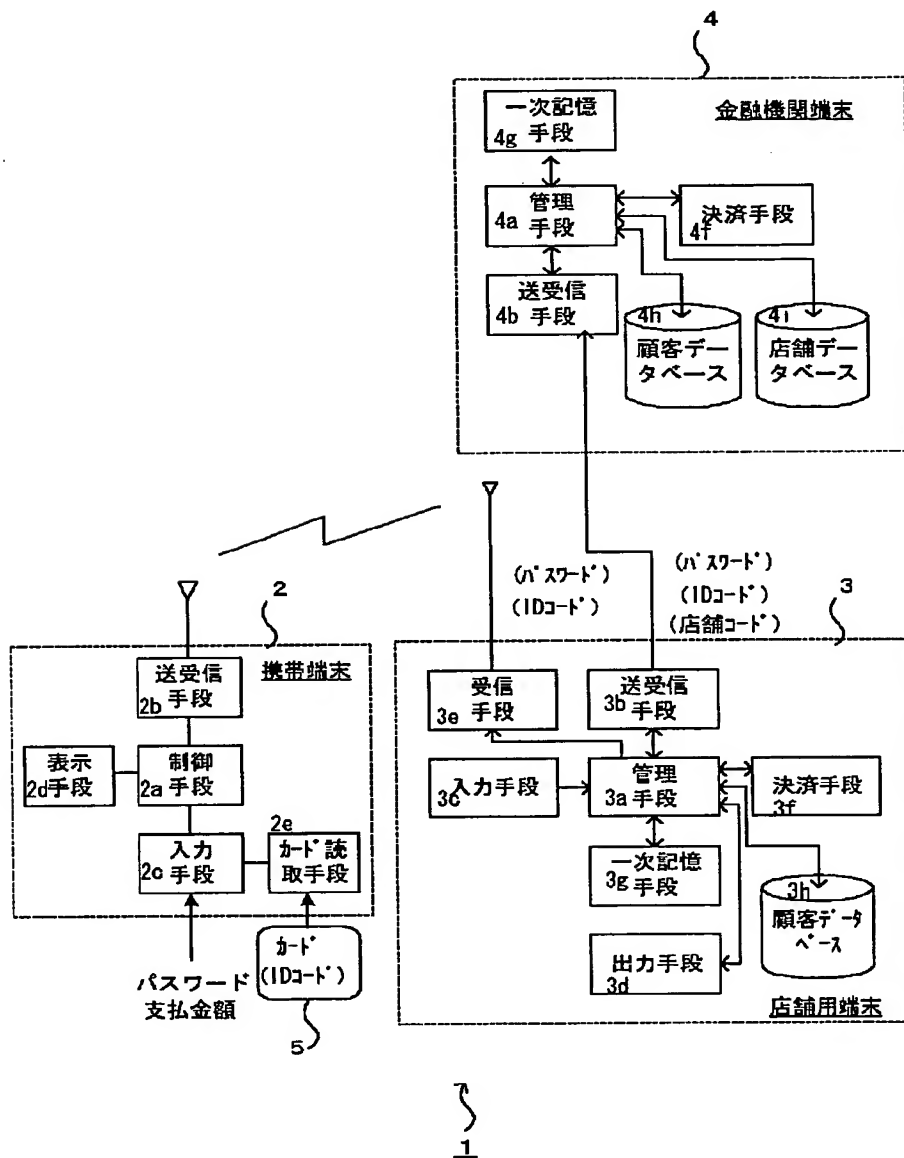 4
金融機関端末
一次記憶
4g 手段
管理
4a 手段
決済手段
4f
送受信
4b 手段
4h
顧客デー
タベース
4i
店舗デー
タベース
(パスワード)
(IDコード)
(パスワード)
(IDコード)
(店舗コード)
2
携帯端末
送受信
2b 手段
表示
2d 手段
制御
2a 手段
入力
2c 手段
2e
カード読
取手段
パスワード
支払金額
カード
(IDコード)
5
3
受信
3e 手段
送受信
3b 手段
入力手段
3c
管理
3a 手段
決済手段
3f
一次記憶
3g 手段
3h
顧客データ
ベース
出力手段
3d
店舗用端末
1